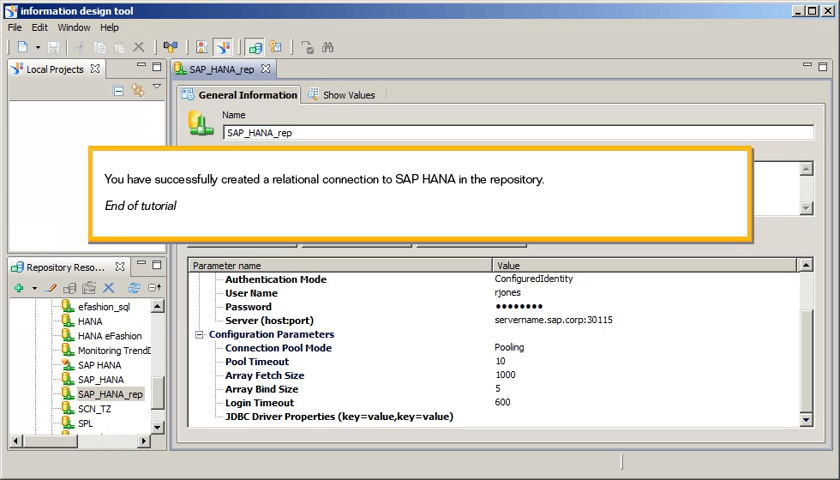 information design tool
File Edit Window Help
Local Projects
SAP_HANA_rep
General Information
Show Values
Name
SAP_HANA_rep
You have successfully created a relational connection to SAP HANA in the repository.
End of tutorial
Repository Reso...
efashion_sql
HANA
HANA eFashion
Monitoring TrendD
SAP HANA
SAP_HANA
SAP_HANA_rep
SCN_TZ
SPL
Parameter name Value
Authentication Mode ConfiguredIdentity
User Name rjones
Password ●●●●●●●●
Server (host:port) servername.sap.corp:30115
Configuration Parameters
Connection Pool Mode Pooling
Pool Timeout 10
Array Fetch Size 1000
Array Bind Size 5
Login Timeout 600
JDBC Driver Properties (key=value,key=value)